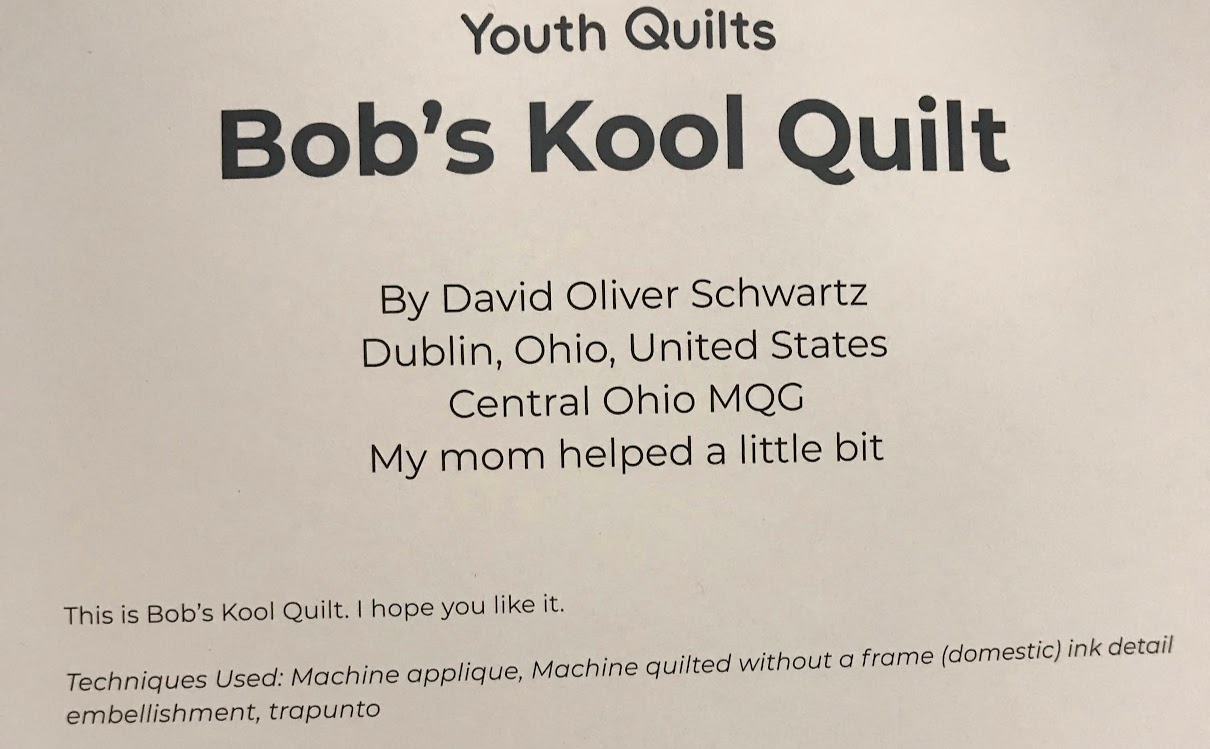 Youth Quilts
Bob's Kool Quilt
By David Oliver Schwartz
Dublin, Ohio, United States
Central Ohio MQG
My mom helped a little bit
This is Bob's Kool Quilt. I hope you like it.
Techniques Used: Machine applique, Machine quilted without a frame (domestic) ink detail
embellishment, trapunto